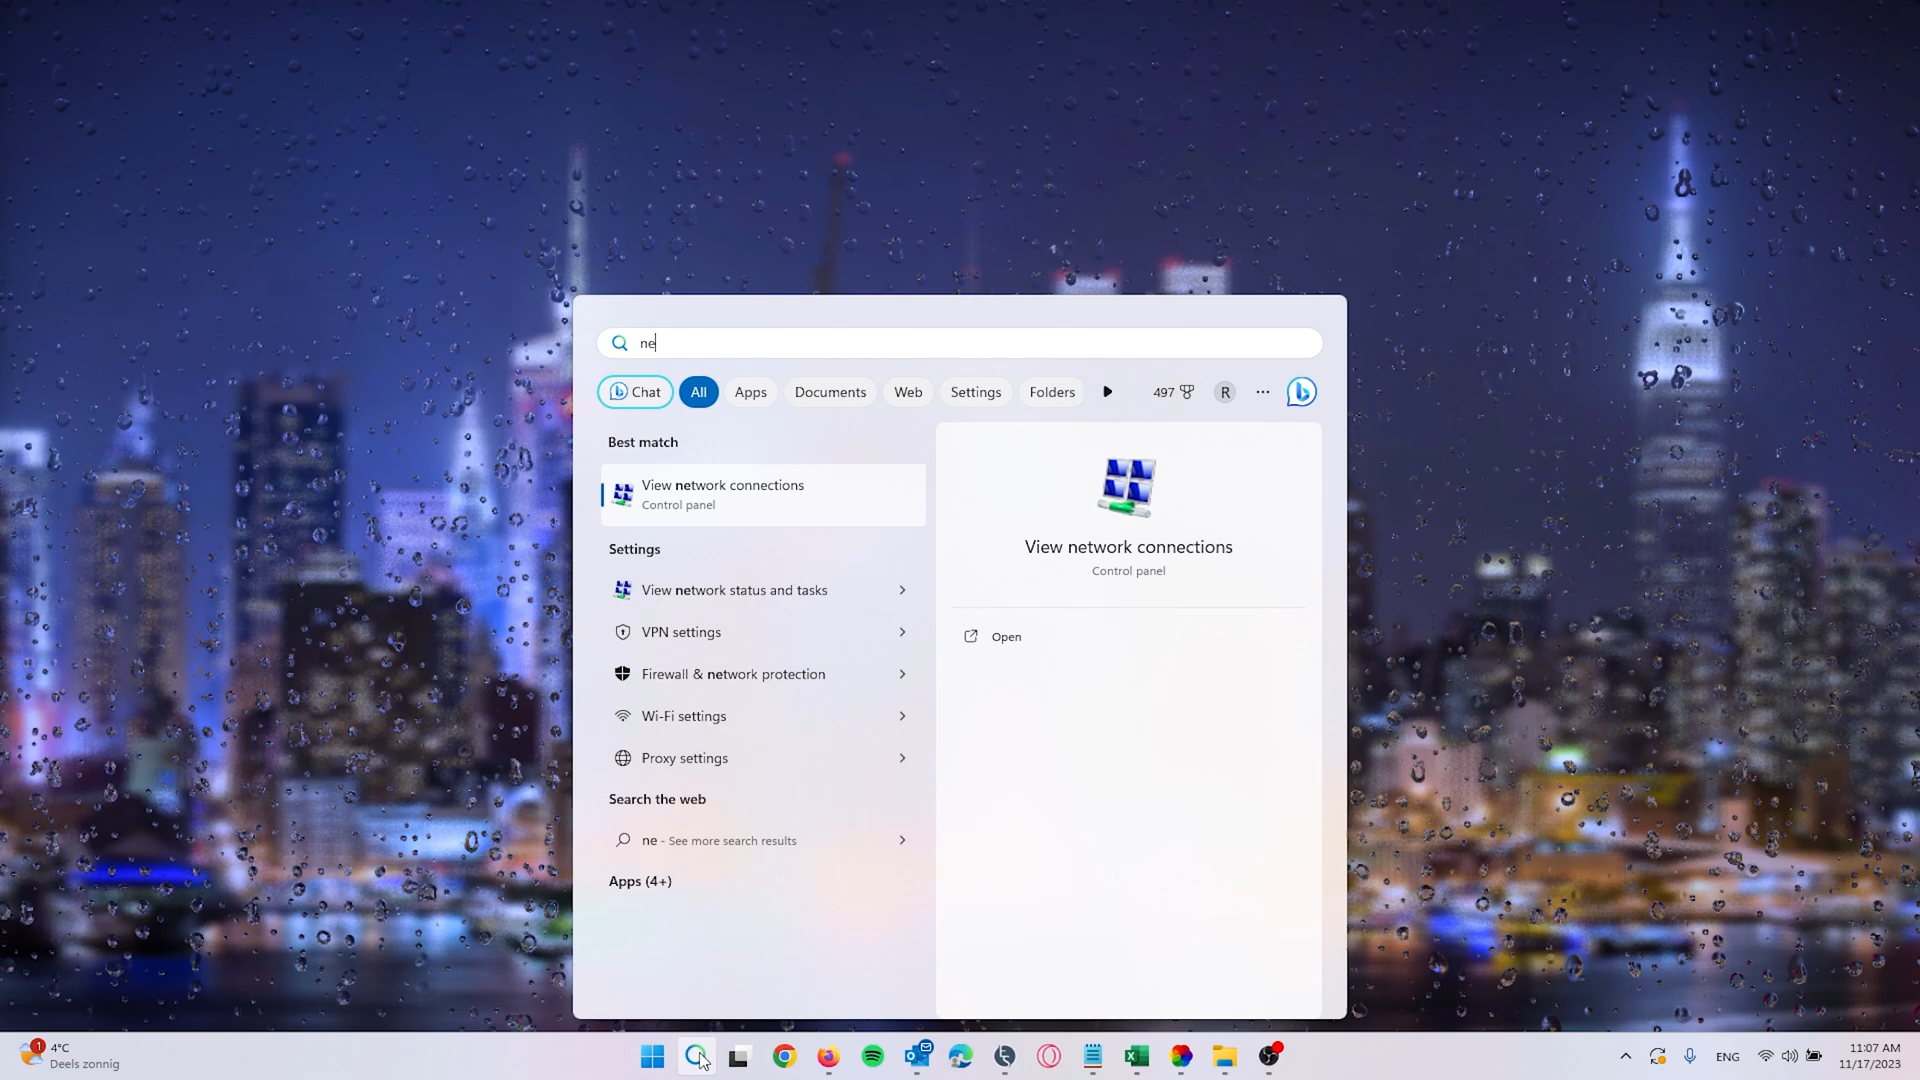 ne
Chat
All
Apps
Documents
Web
Settings
Folders
497
R
Best match
View network connections
Control panel
Settings
View network status and tasks
VPN settings
Firewall & network protection
Wi-Fi settings
Proxy settings
Search the web
ne - See more search results
Apps (4+)
View network connections
Control panel
Open
1
4°C
Deels zonnig
ENG
11:07 AM
11/17/2023